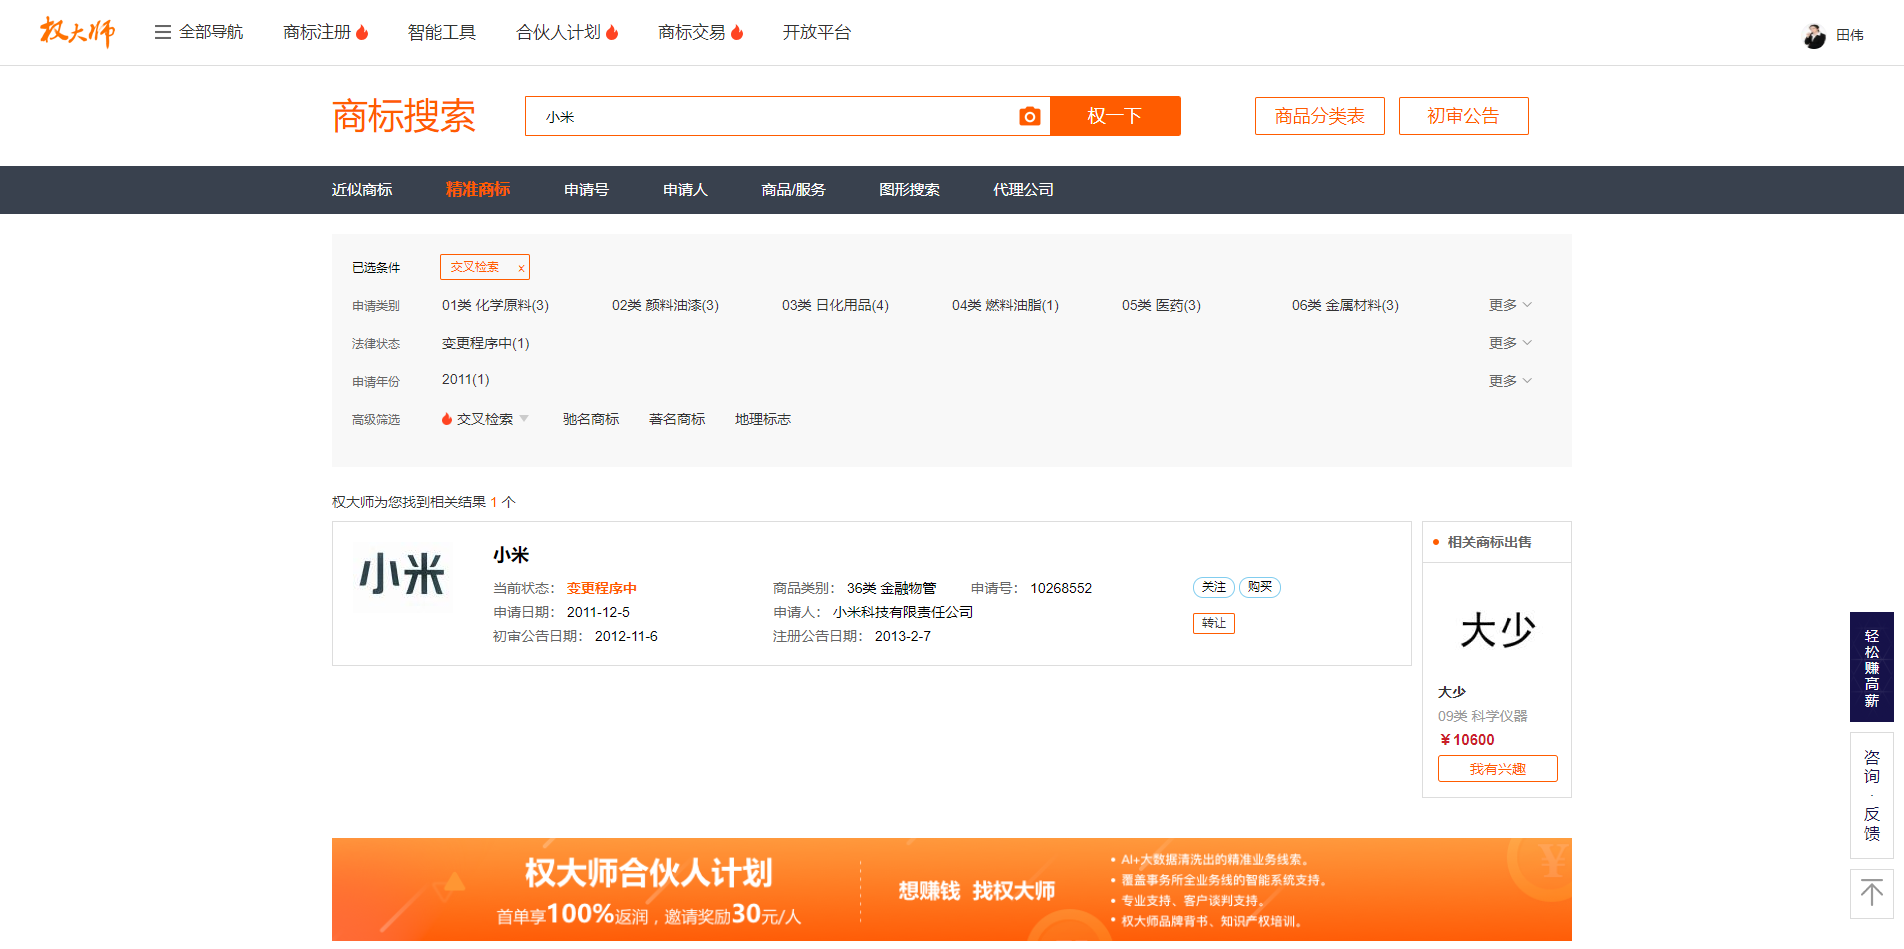 权大师 全部导航 商标注册 智能工具 合伙人计划 商标交易 开放平台 田伟
商标搜索 小米 权一下 商品分类表 初审公告
近似商标 精准商标 申请号 申请人 商品/服务 图形搜索 代理公司
已选条件 交叉检索 x
申请类别 01类 化学原料(3) 02类 颜料油漆(3) 03类 日化用品(4) 04类 燃料油脂(1) 05类 医药(3) 06类 金属材料(3) 更多
法律状态 变更程序中(1) 更多
申请年份 2011(1) 更多
高级筛选 交叉检索 驰名商标 著名商标 地理标志
权大师为您找到相关结果 1 个
小米
小米
当前状态： 变更程序中 商品类别： 36类 金融物管 申请号： 10268552 关注 购买
申请日期： 2011-12-5 申请人： 小米科技有限责任公司
转让
初审公告日期： 2012-11-6 注册公告日期： 2013-2-7
相关商标出售
大少
大少
09类 科学仪器
￥10600
我有兴趣
轻松赚高薪
咨询·反馈
权大师合伙人计划
首单享100%返润，邀请奖励30元/人
想赚钱 找权大师
• AI+大数据清洗出的精准业务线索。
• 覆盖事务所全业务线的智能系统支持。
• 专业支持、客户谈判支持。
• 权大师品牌背书、知识产权培训。
¥